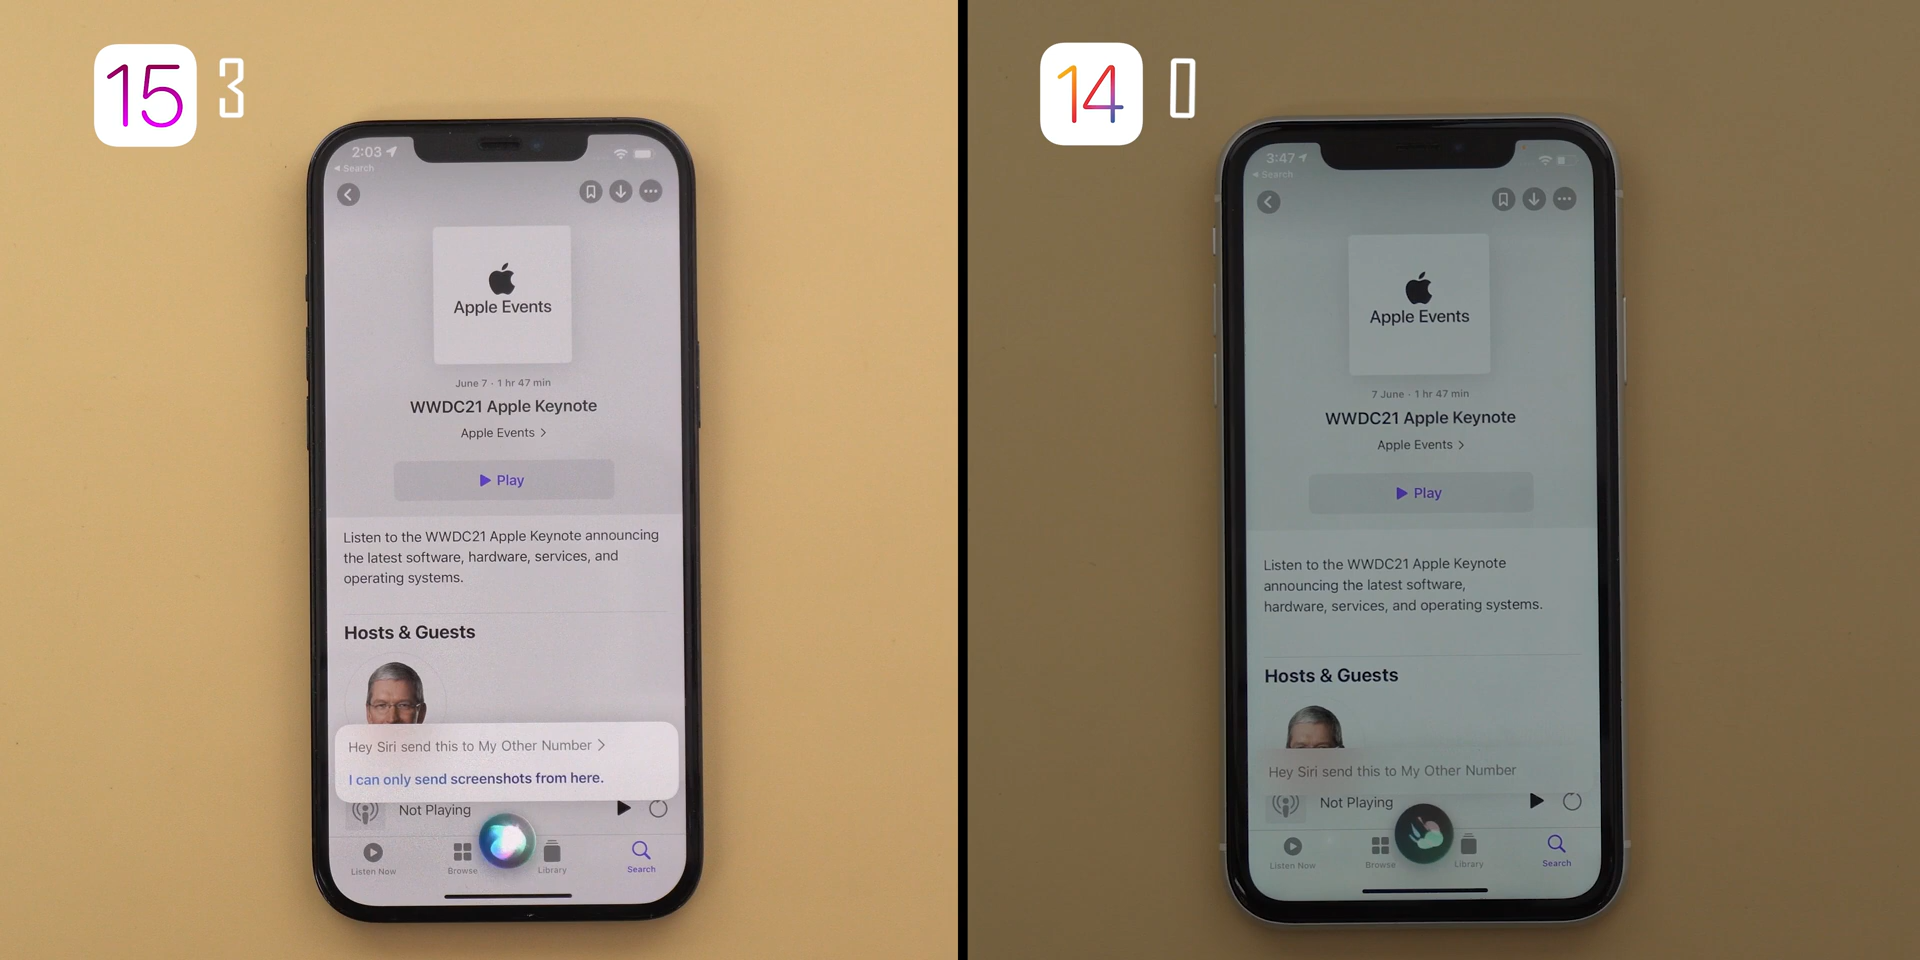 15 3
2:03
Search
Apple Events
June 7 · 1 hr 47 min
WWDC21 Apple Keynote
Apple Events >
Play
Listen to the WWDC21 Apple Keynote announcing
the latest software, hardware, services, and
operating systems.
Hosts & Guests
Hey Siri send this to My Other Number >
I can only send screenshots from here.
Not Playing
Listen Now
Browse
Library
Search
14 0
3:47
Search
Apple Events
7 June · 1 hr 47 min
WWDC21 Apple Keynote
Apple Events >
Play
Listen to the WWDC21 Apple Keynote
announcing the latest software,
hardware, services, and operating systems.
Hosts & Guests
Hey Siri send this to My Other Number
Not Playing
Listen Now
Browse
Library
Search